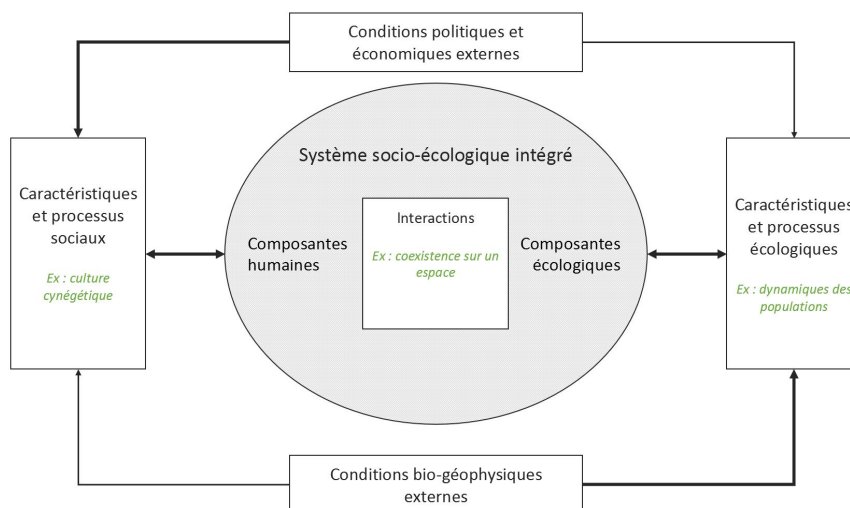 Conditions politiques et
économiques externes
Système socio-écologique intégré
Caractéristiques
et processus
sociaux
Ex : culture
cynégétique
Composantes
humaines
Interactions
Ex : coexistence sur un
espace
Composantes
écologiques
Caractéristiques
et processus
écologiques
Ex : dynamiques des
populations
Conditions bio-géophysiques
externes